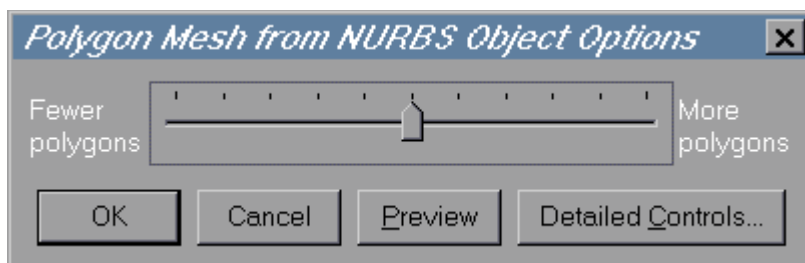 Polygon Mesh from NURBS Object Options
Fewer polygons
More polygons
OK
Cancel
Preview
Detailed Controls...